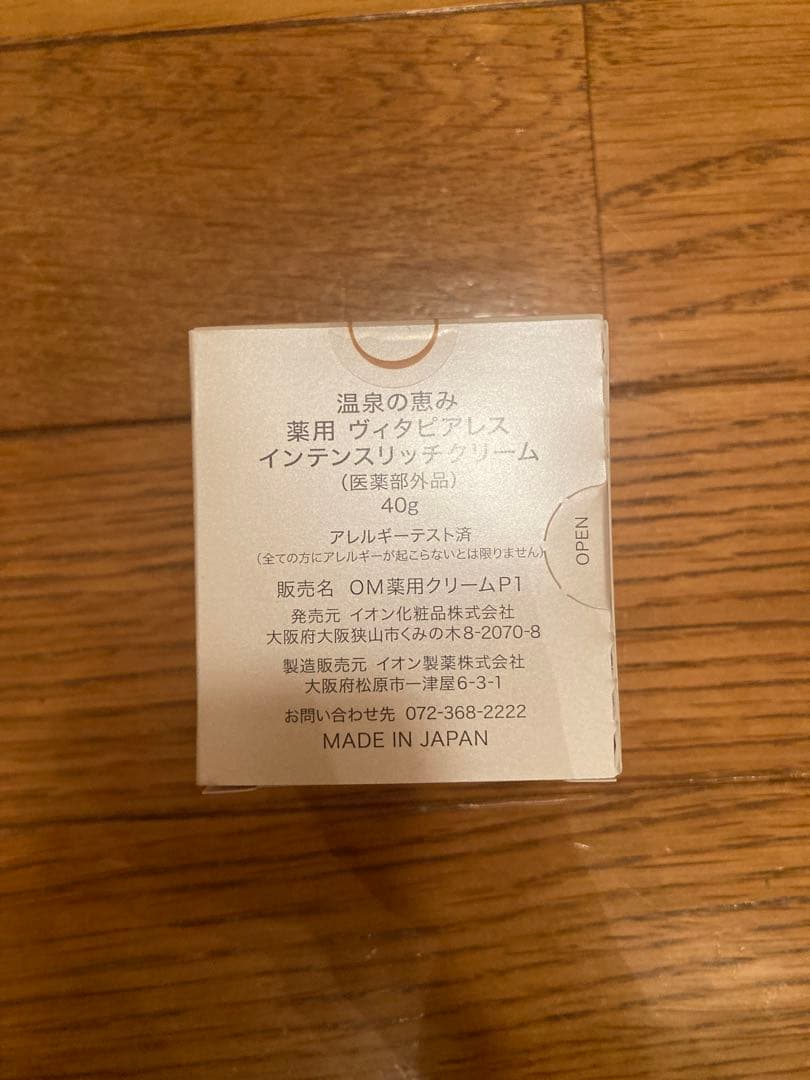 温泉の恵み
薬用 ヴィタピアレス
インテンスリッチクリーム
（医薬部外品）
40g
アレルギーテスト済
（全ての方にアレルギーが起こらないとは限りません）
OPEN
販売名 OM薬用クリームP1
発売元 イオン化粧品株式会社
大阪府大阪狭山市くみの木8-2070-8
製造販売元 イオン製薬株式会社
大阪府松原市一津屋6-3-1
お問い合わせ先 072-368-2222
MADE IN JAPAN